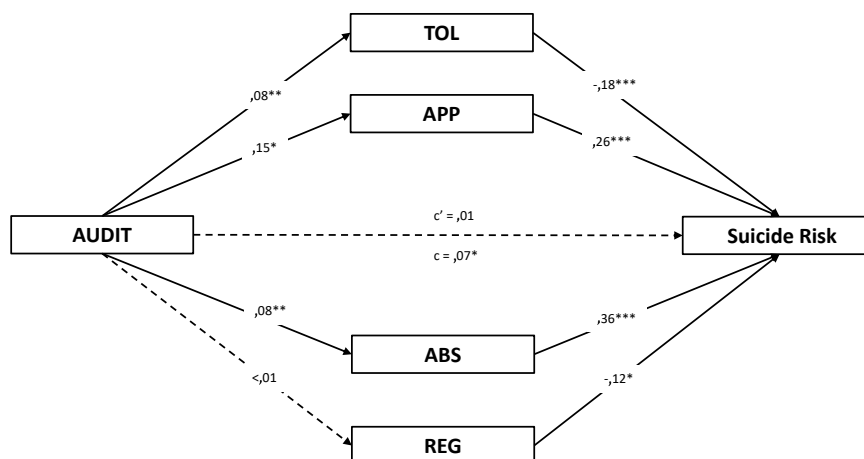 TOL
,08**
-,18***
APP
,15*
,26***
c' = ,01
AUDIT
Suicide Risk
c = ,07*
,08**
,36***
ABS
<,01
-,12*
REG